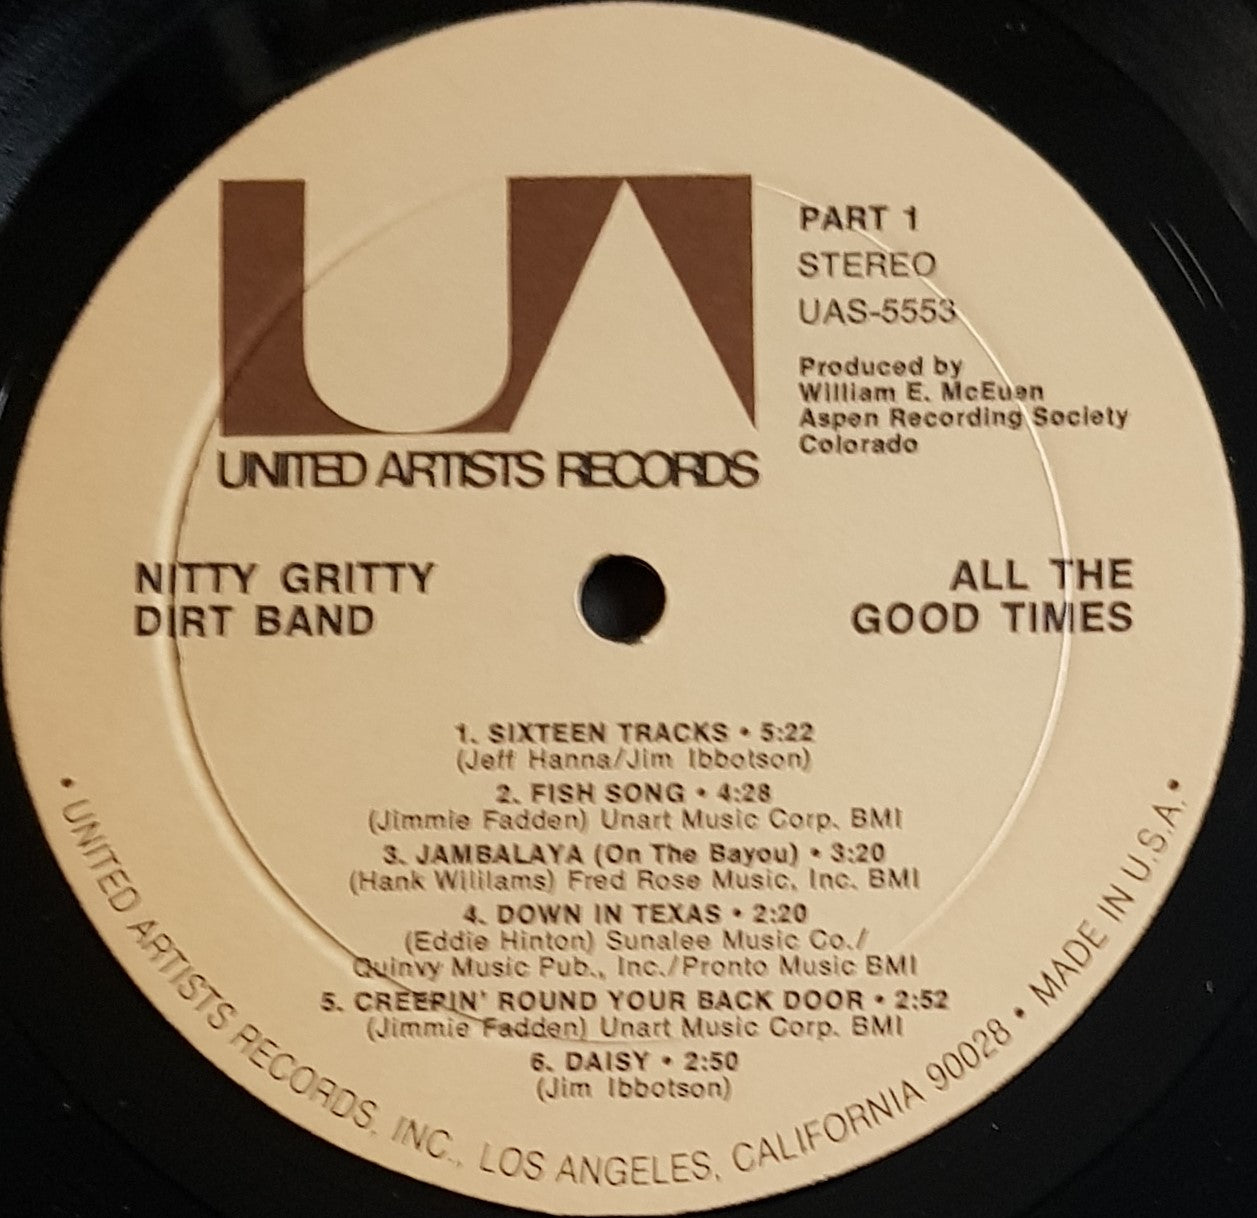 UA
UNITED ARTISTS RECORDS
PART 1
STEREO
UAS-5553
Produced by
William E. McEuen
Aspen Recording Society
Colorado
NITTY GRITTY
DIRT BAND
ALL THE
GOOD TIMES
1. SIXTEEN TRACKS • 5:22
(Jeff Hanna/Jim Ibbotson)
2. FISH SONG • 4:28
(Jimmie Fadden) Unart Music Corp. BMI
3. JAMBALAYA (On The Bayou) • 3:20
(Hank Wililams) Fred Rose Music, Inc. BMI
4. DOWN IN TEXAS • 2:20
(Eddie Hinton) Sunalee Music Co./
Quinvy Music Pub., Inc./Pronto Music BMI
5. CREEPIN' ROUND YOUR BACK DOOR • 2:52
(Jimmie Fadden) Unart Music Corp. BMI
6. DAISY • 2:50
(Jim Ibbotson)
• UNITED ARTISTS RECORDS, INC., LOS ANGELES, CALIFORNIA 90028 • MADE IN U.S.A. •